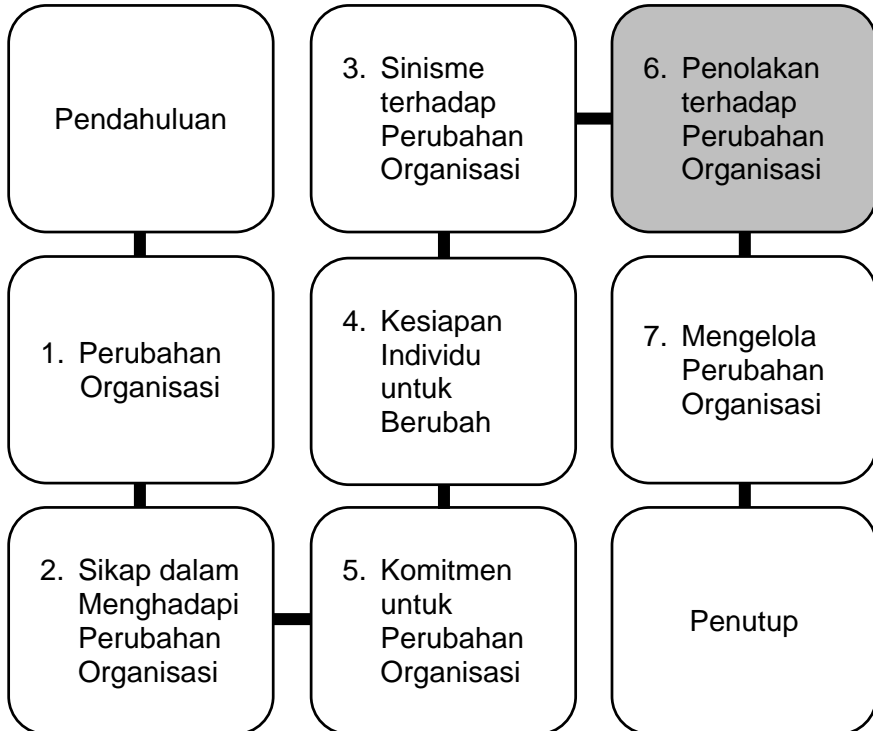 Pendahuluan
1. Perubahan
Organisasi
2. Sikap dalam
Menghadapi
Perubahan
Organisasi
3. Sinisme
terhadap
Perubahan
Organisasi
4. Kesiapan
Individu
untuk
Berubah
5. Komitmen
untuk
Perubahan
Organisasi
6. Penolakan
terhadap
Perubahan
Organisasi
7. Mengelola
Perubahan
Organisasi
Penutup